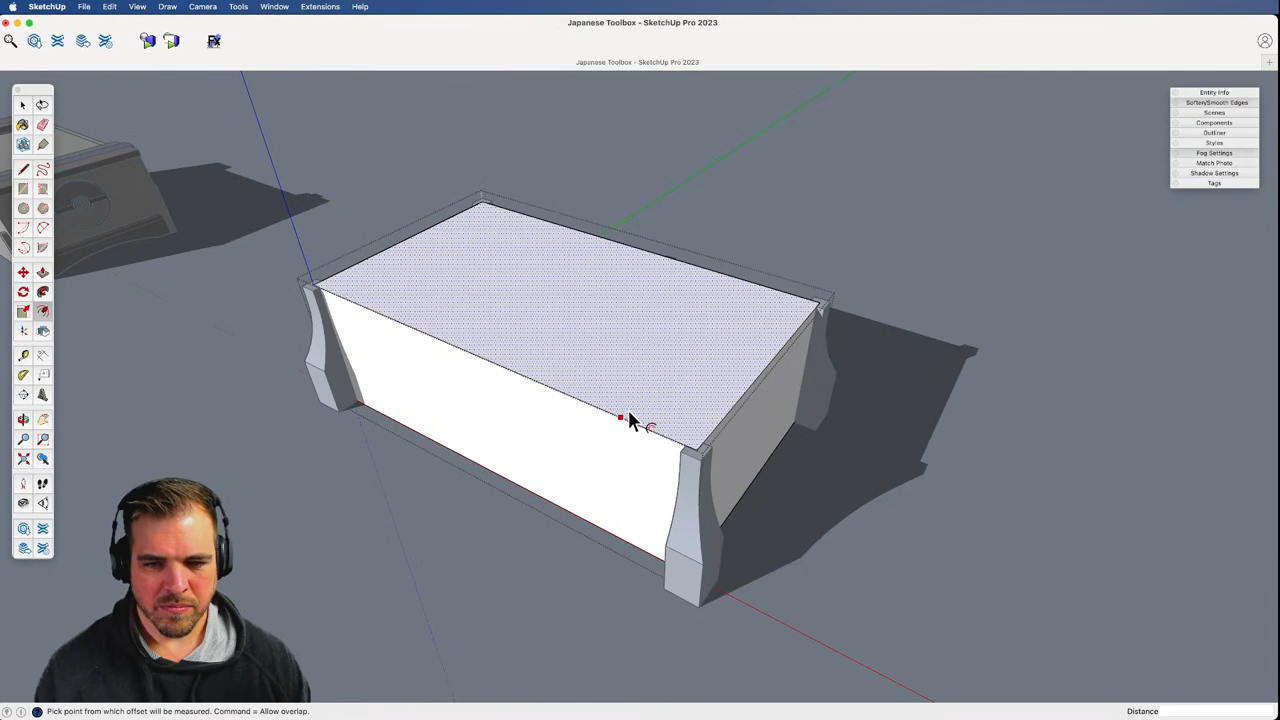 SketchUp File Edit View Draw Tools Camera Window Extensions Help
Japanese Toolbox - SketchUp Pro 2023
Japanese Toolbox - SketchUp Pro 2023
Entity Info
Soften/Smooth Edges
Scenes
Components
Outliner
Styles
Fog Settings
Match Photo
Shadow Settings
Tags
Pick point from which offset will be measured. Command = Allow overlap.
Distance